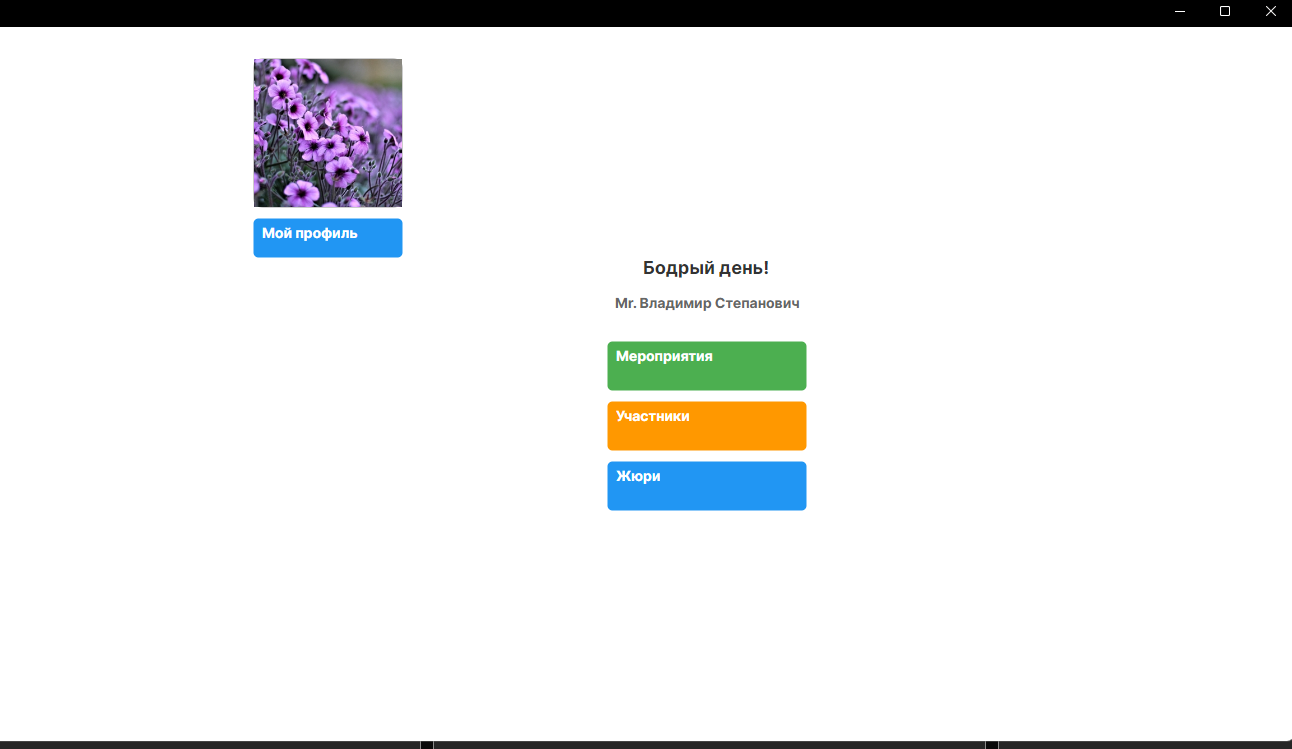 Мой профиль
Бодрый день!
Mr. Владимир Степанович
Мероприятия
Участники
Жюри